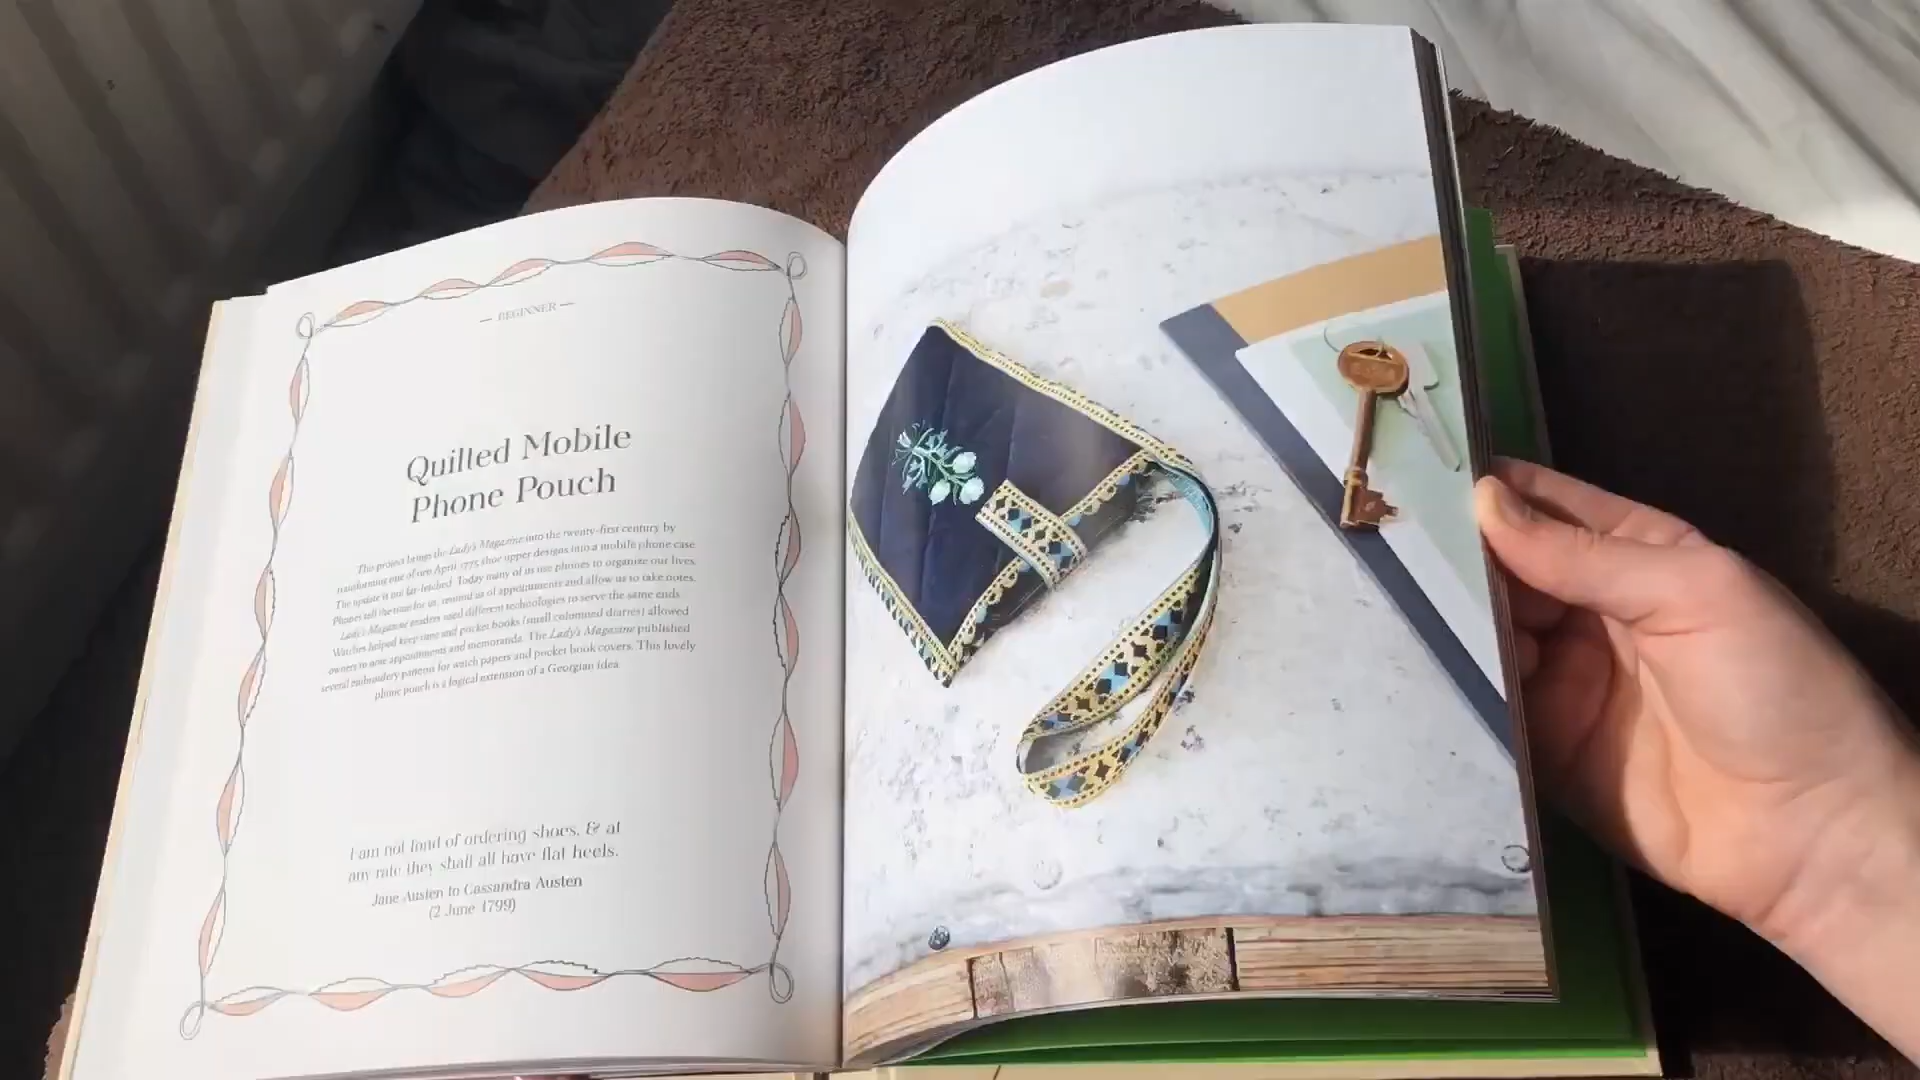 — BEGINNER —
Quilled Mobile
Phone Pouch
This project brings the Lady's Magazine into the twenty-first century by
transforming one of two April 1775 shoe upper designs into a mobile phone case.
The update is not far-fetched. Today many of us use phones to organize our lives.
Phones tell the time for us, remind us of appointments and allow us to take notes.
Lady's Magazine readers used different technologies to serve the same ends.
Watches helped keep time and pocket books (small columned diaries) allowed
owners to note appointments and memoranda. The Lady's Magazine published
several embroidery patterns for watch papers and pocket book covers. This lovely
phone pouch is a logical extension of a Georgian idea.
I am not fond of ordering shoes, & at
any rate they shall all have flat heels.
Jane Austen to Cassandra Austen
(2 June 1799)